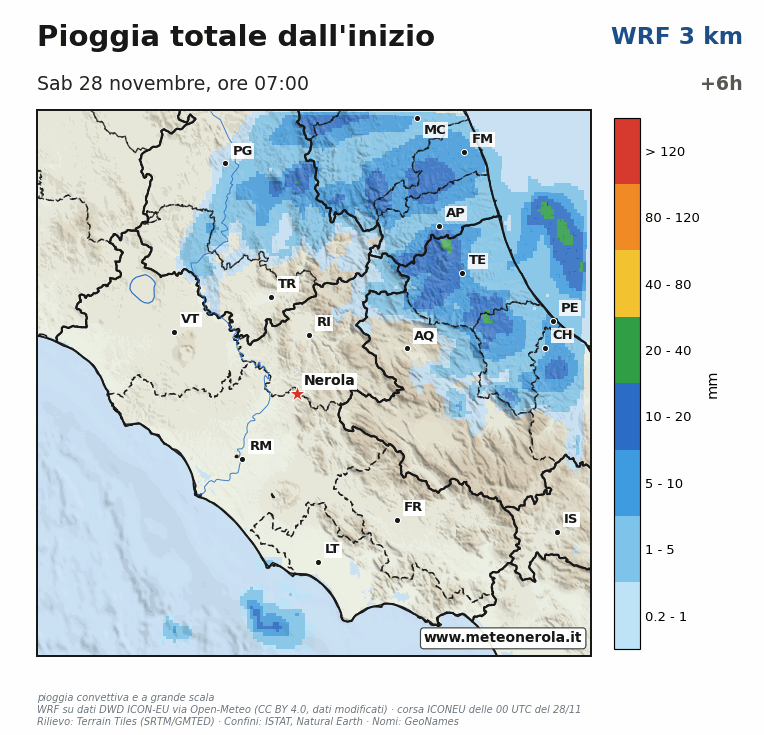 Pioggia totale dall'inizio
WRF 3 km
Sab 28 novembre, ore 07:00
+6h
MC
FM
PG
AP
TE
TR
PE
VT
RI
CH
AQ
Nerola
RM
FR
IS
LT
www.meteonerola.it
> 120
80 - 120
40 - 80
20 - 40
10 - 20
5 - 10
1 - 5
0.2 - 1
mm
pioggia convettiva e a grande scala
WRF su dati DWD ICON-EU via Open-Meteo (CC BY 4.0, dati modificati) · corsa ICONEU delle 00 UTC del 28/11
Rilievo: Terrain Tiles (SRTM/GMTED) · Confini: ISTAT, Natural Earth · Nomi: GeoNames